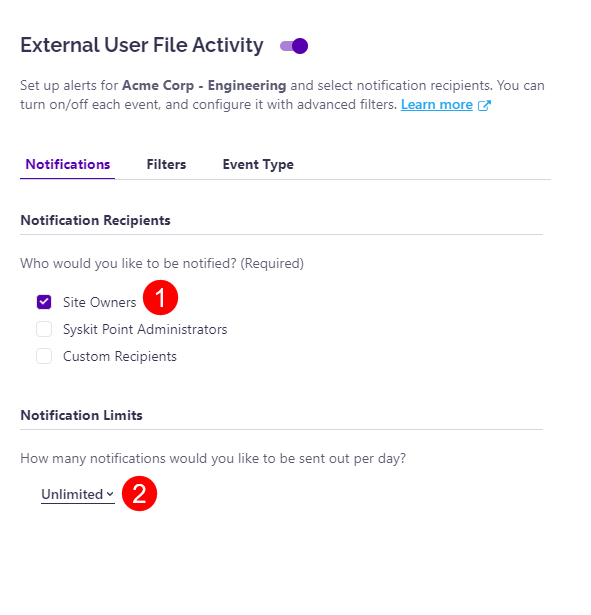 External User File Activity
Set up alerts for Acme Corp - Engineering and select notification recipients. You can
turn on/off each event, and configure it with advanced filters. Learn more
Notifications Filters Event Type
Notification Recipients
Who would you like to be notified? (Required)
Site Owners 1
Syskit Point Administrators
Custom Recipients
Notification Limits
How many notifications would you like to be sent out per day?
Unlimited 2